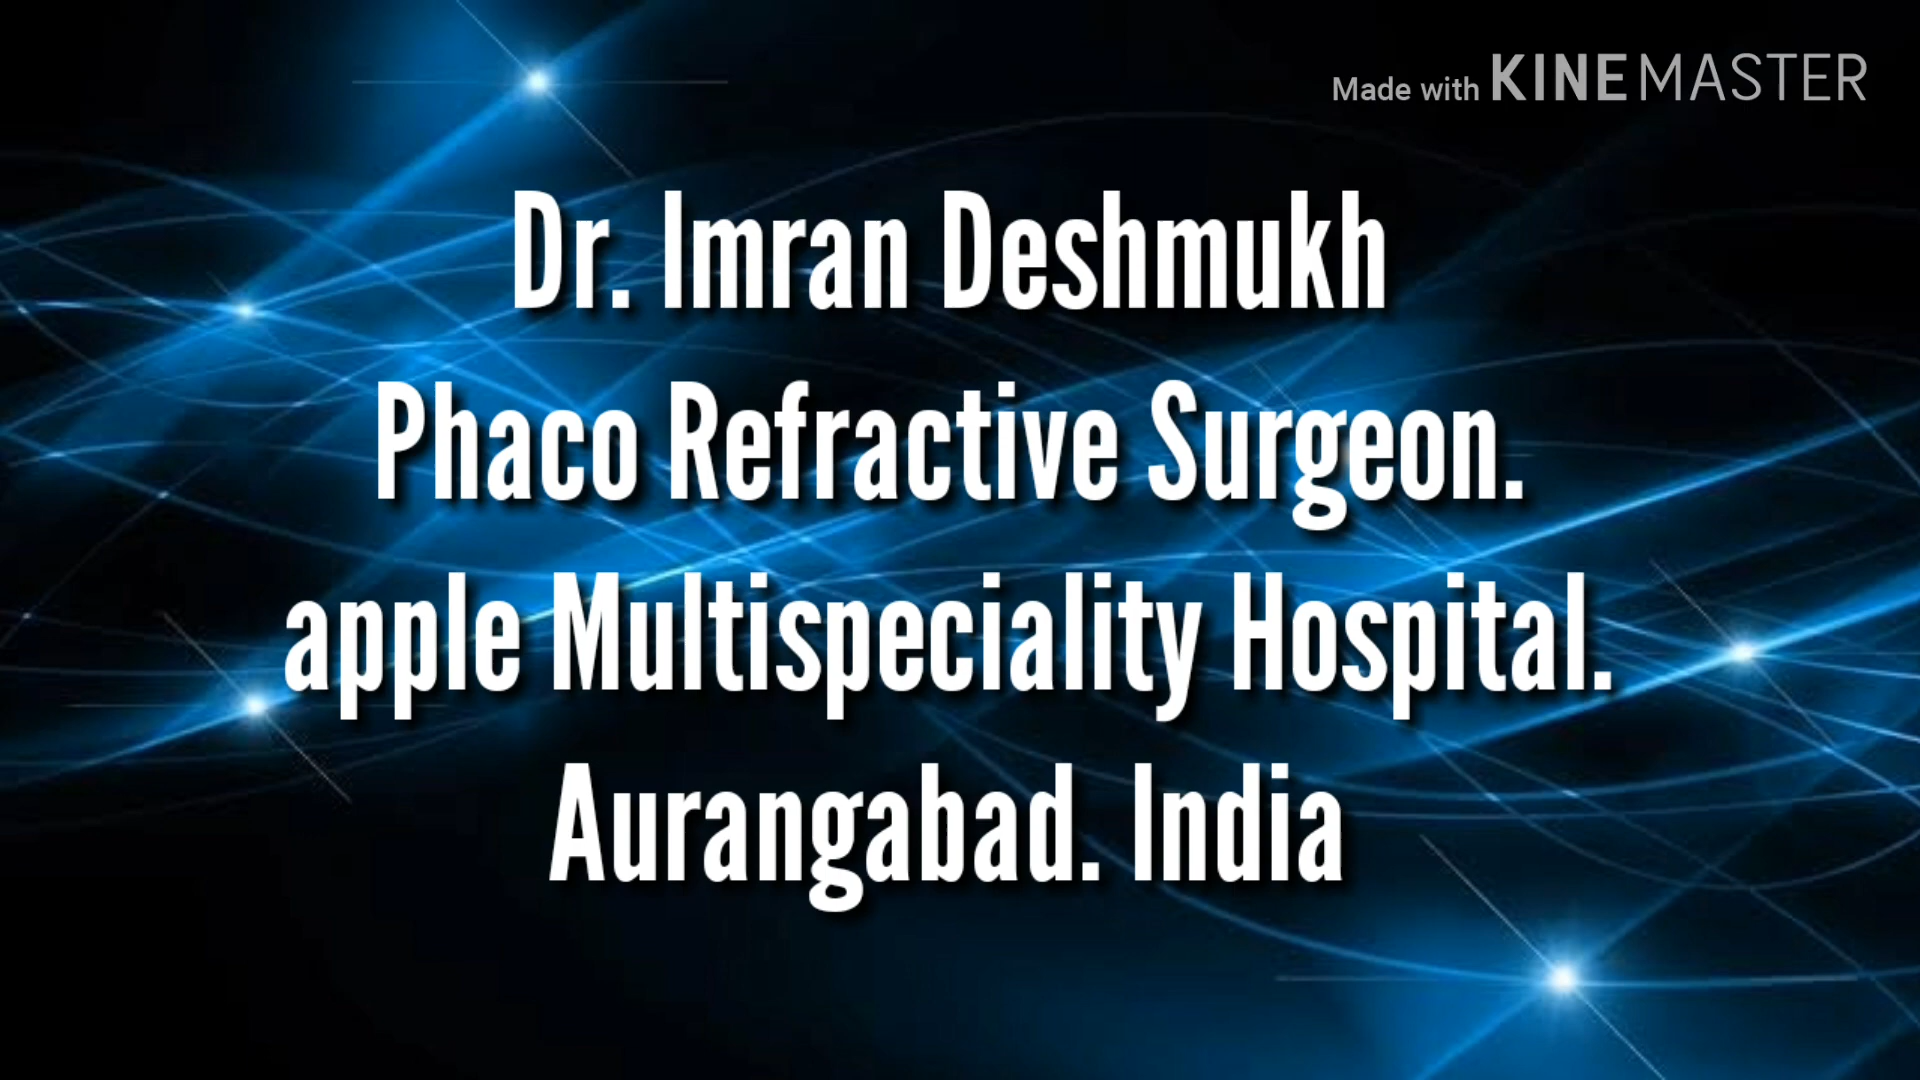 Made with KINEMASTER
Dr. Imran Deshmukh
Phaco Refractive Surgeon.
apple Multispeciality Hospital.
Aurangabad. India